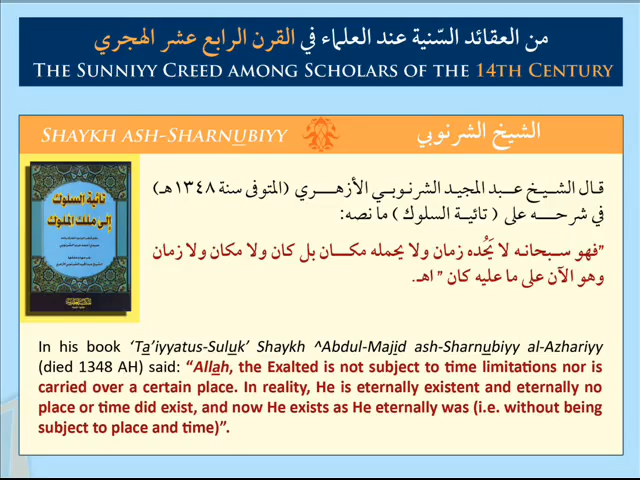 من العقائد السّنية عند العلماء في القرن الرابع عشر الهجري
THE SUNNIYY CREED AMONG SCHOLARS OF THE 14TH CENTURY
SHAYKH ASH-SHARNUBIYY
الشيخ الشرنوبي
تائية السلوك
إلى ملك الملوك
قال الشيخ عبد المجيد الشرنوبي الأزهري (المتوفى سنة ١٣٤٨ هـ)
في شرحه على (تائية السلوك) ما نصه:
"فهو سبحانه لا يَحُده زمان ولا يحمله مكان بل كان ولا مكان ولا زمان
وهو الآن على ما عليه كان" اهـ.
In his book ‘Ta’iyyatus-Suluk’ Shaykh ^Abdul-Majid ash-Sharnubiyy al-Azhariyy
(died 1348 AH) said: “Allah, the Exalted is not subject to time limitations nor is
carried over a certain place. In reality, He is eternally existent and eternally no
place or time did exist, and now He exists as He eternally was (i.e. without being
subject to place and time)”.